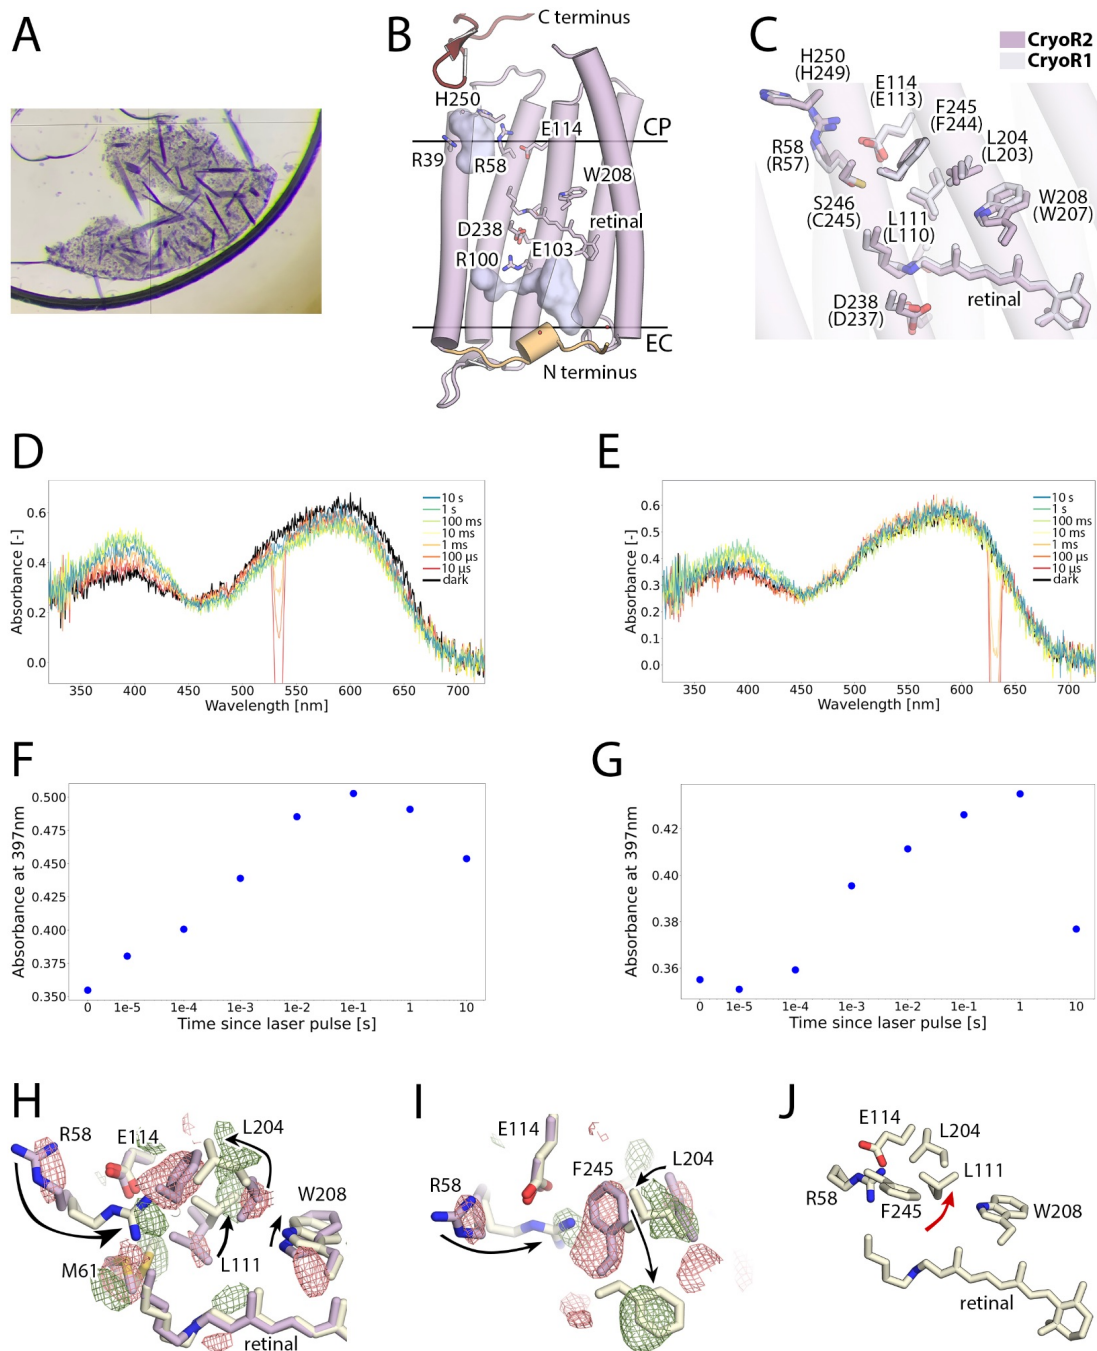 A
B
C terminus
H250
E114
CP
R39
R58
W208
D238
retinal
E103
R100
EC
N terminus
C
CryoR2
CryoR1
H250
(H249)
E114
(E113)
F245
(F244)
R58
(R57)
L204
(L203)
S246
(C245)
L111
(L110)
W208
(W207)
retinal
D238
(D237)
D
Absorbance [-]
0.6
0.4
0.2
0.0
10 s
1 s
100 ms
10 ms
1 ms
100 µs
10 µs
dark
350 400 450 500 550 600 650 700
Wavelength [nm]
E
Absorbance [-]
0.6
0.5
0.4
0.3
0.2
0.1
0.0
10 s
1 s
100 ms
10 ms
1 ms
100 µs
10 µs
dark
350 400 450 500 550 600 650 700
Wavelength [nm]
F
Absorbance at 397nm
0.500
0.475
0.450
0.425
0.400
0.375
0.350
0 1e-5 1e-4 1e-3 1e-2 1e-1 1 10
Time since laser pulse [s]
G
Absorbance at 397nm
0.42
0.40
0.38
0.36
0 1e-5 1e-4 1e-3 1e-2 1e-1 1 10
Time since laser pulse [s]
H
R58
E114
L204
W208
M61
L111
retinal
I
E114
F245
L204
R58
J
E114
L204
L111
R58
F245
W208
retinal